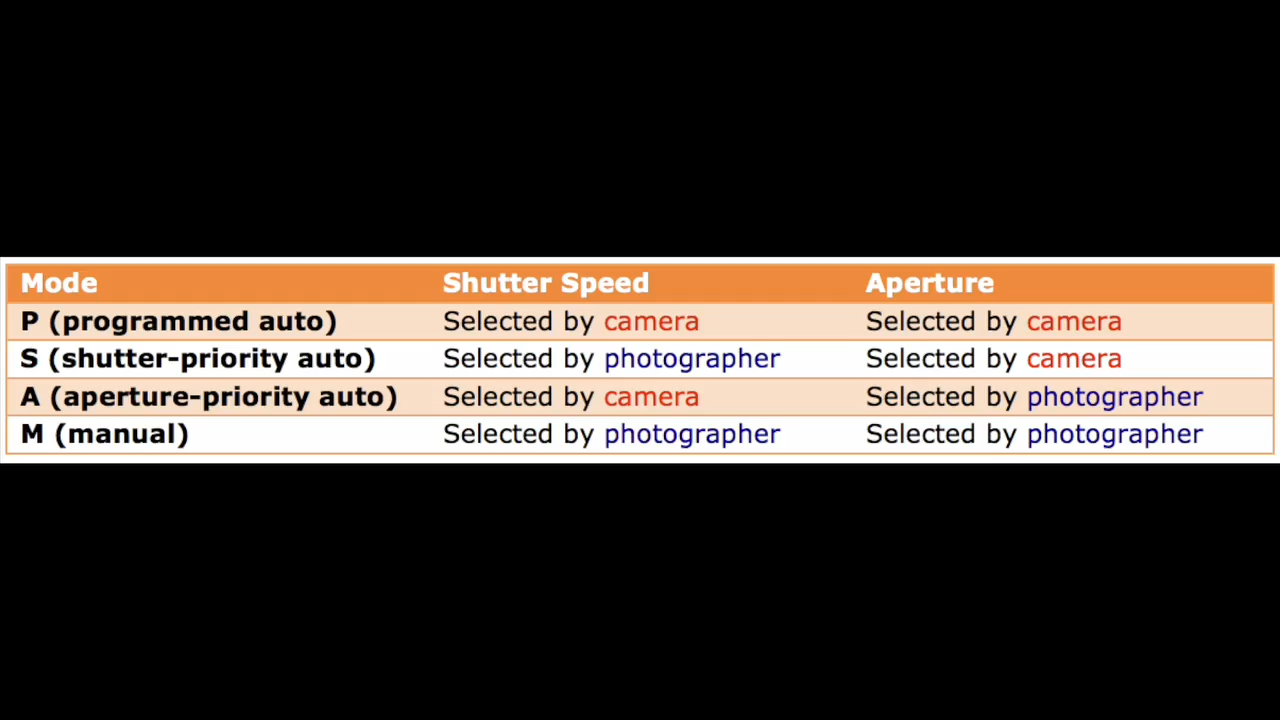 Mode Shutter Speed Aperture
P (programmed auto) Selected by camera Selected by camera
S (shutter-priority auto) Selected by photographer Selected by camera
A (aperture-priority auto) Selected by camera Selected by photographer
M (manual) Selected by photographer Selected by photographer